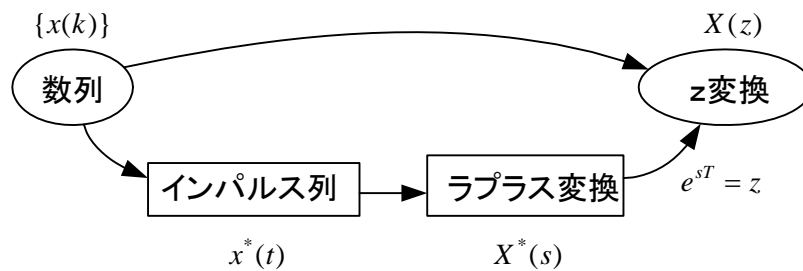 {x(k)}
X(z)
数列
z変換
インパルス列
ラプラス変換
e^{sT} = z
x^*(t)
X^*(s)